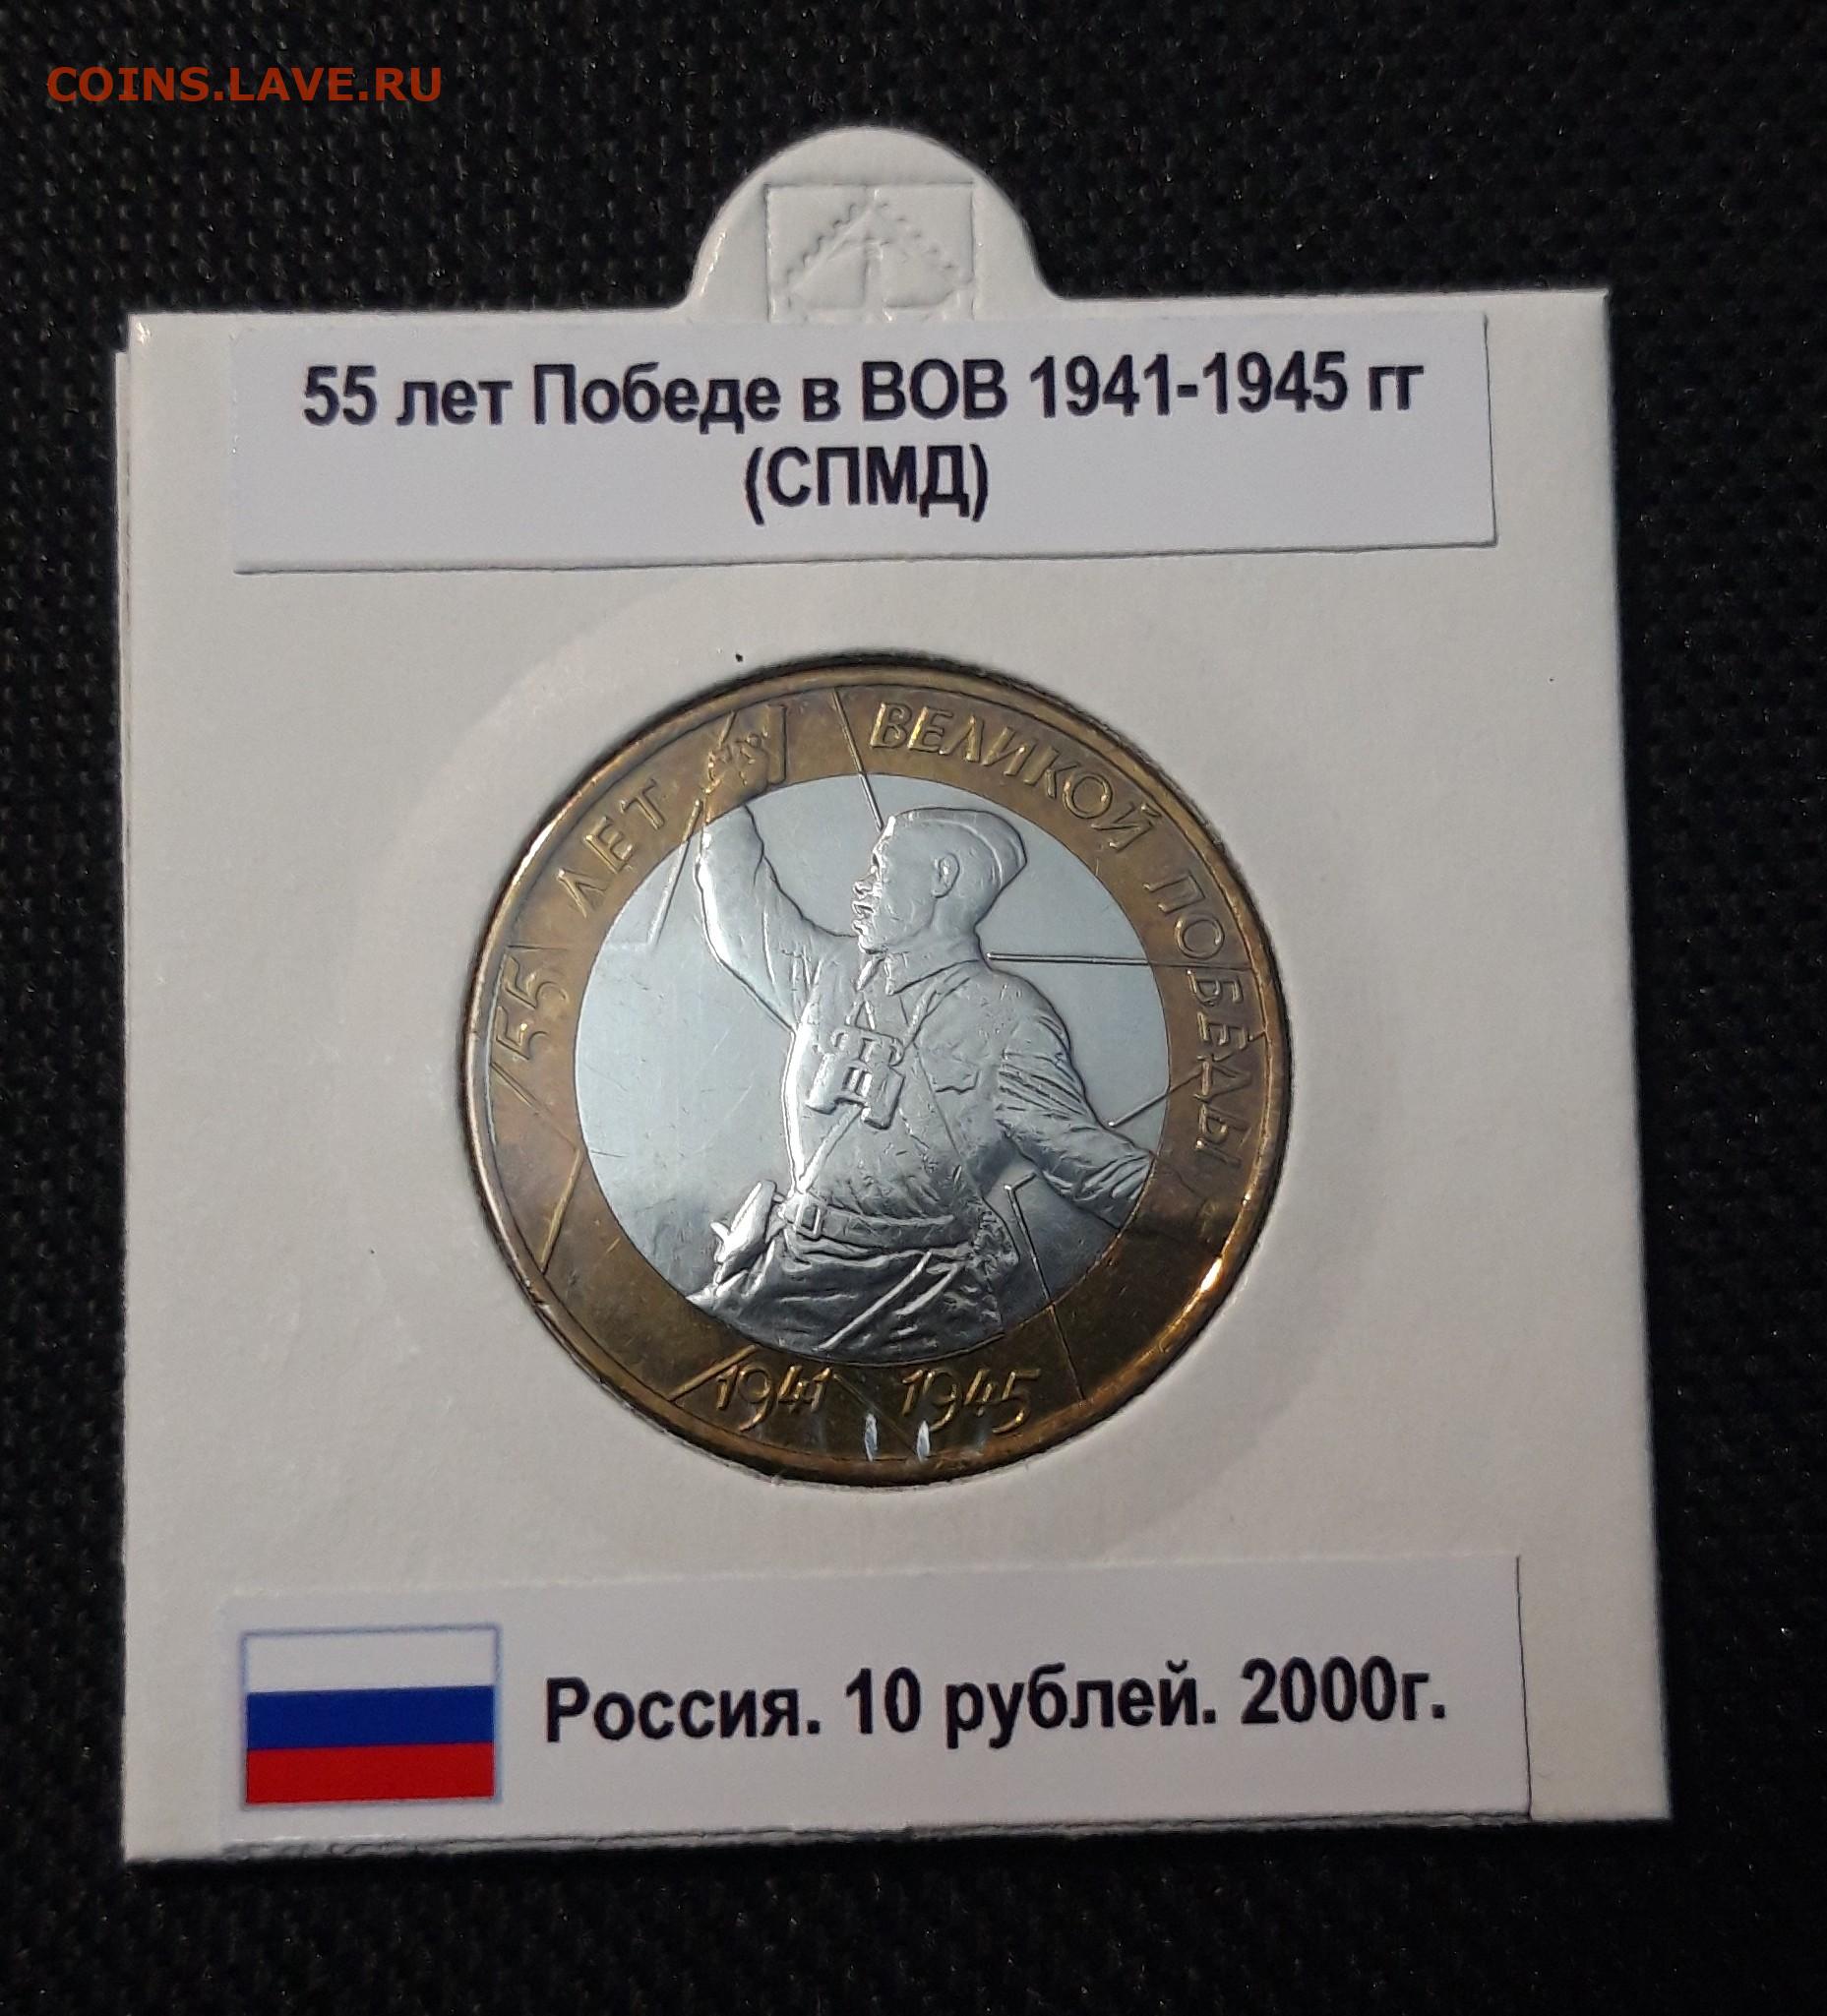 COINS.LAVE.RU
55 лет Победе в ВОВ 1941-1945 гг
(СПМД)
55 ЛЕТ ВЕЛИКОЙ ПОБЕДЫ
1941 1945
Россия. 10 рублей. 2000г.